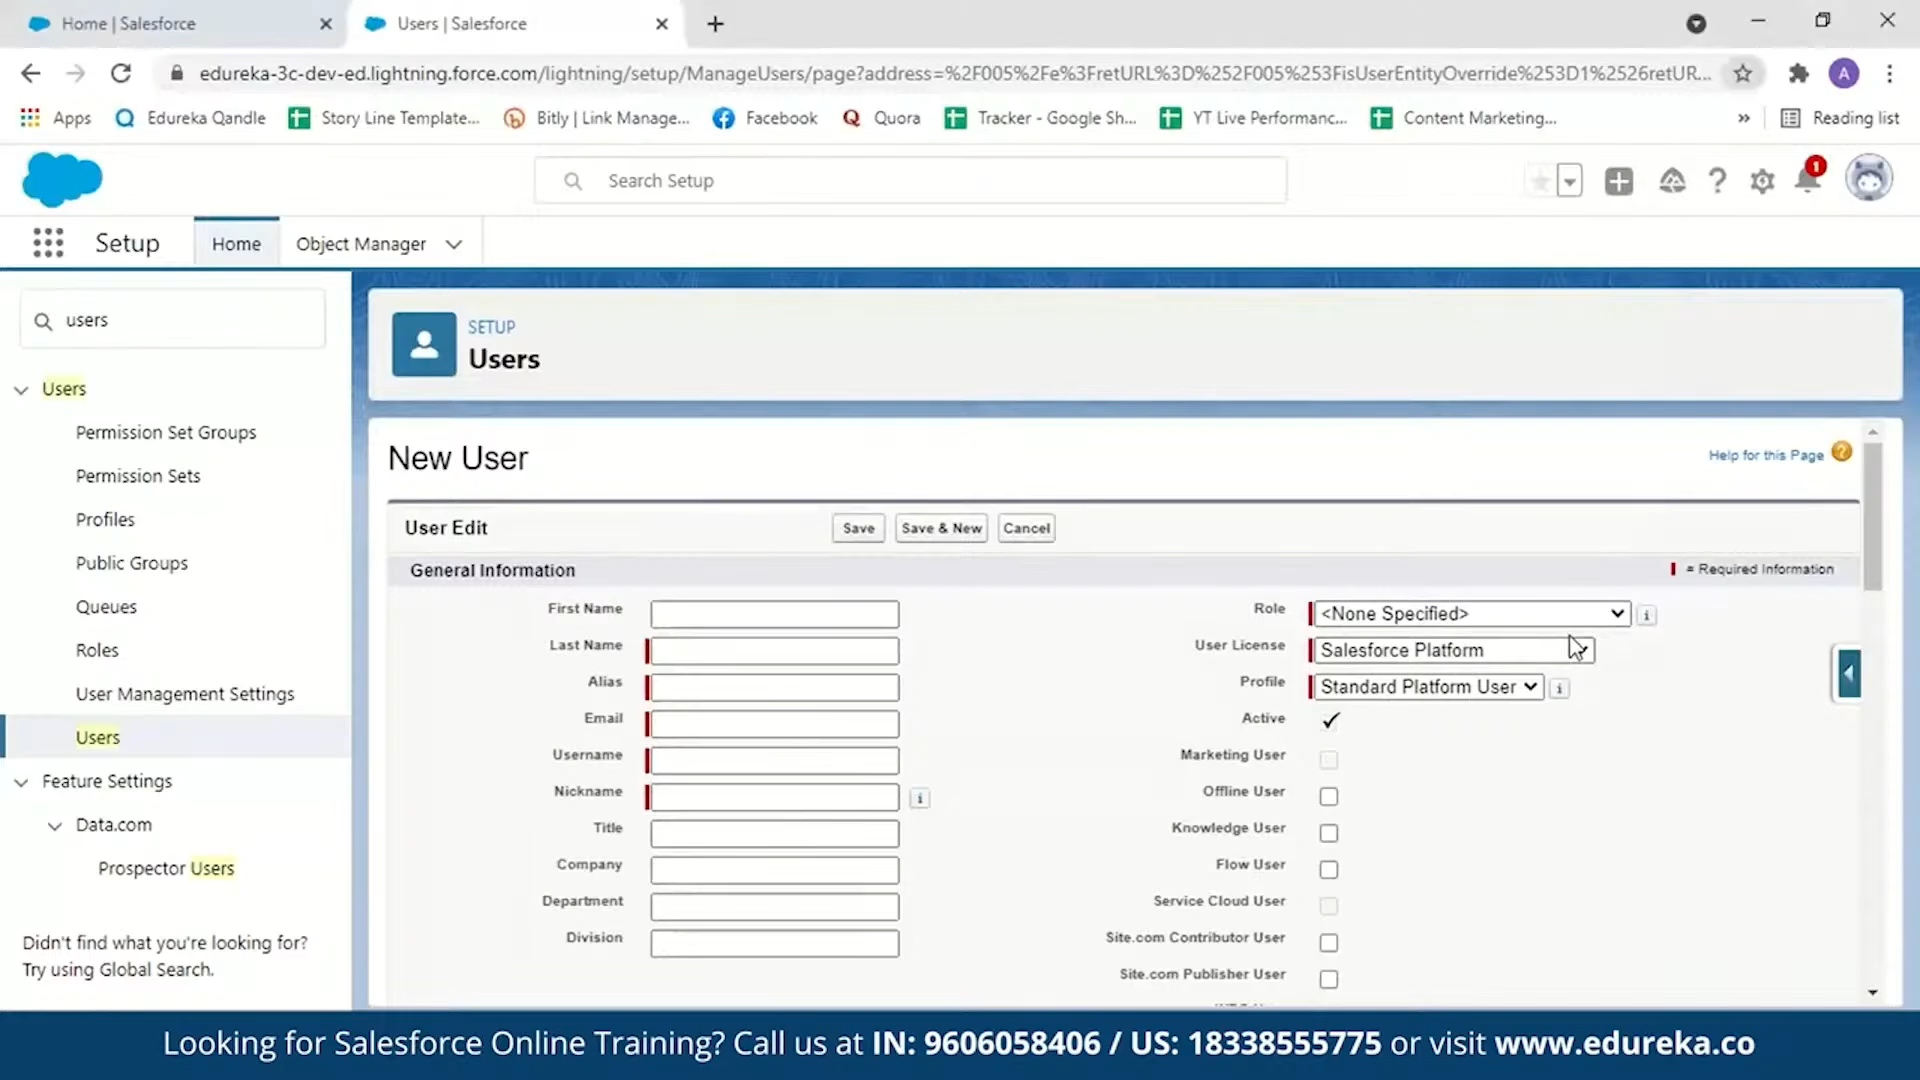 Home | Salesforce
Users | Salesforce
edureka-3c-dev-ed.lightning.force.com/lightning/setup/ManageUsers/page?address=%2F005%2Fe%3FretURL%3D%252F005%253FisUserEntityOverride%253D1%2526retUR...
A
Apps
Edureka Qandle
Story Line Template...
Bitly | Link Manage...
Facebook
Quora
Tracker - Google Sh...
YT Live Performanc...
Content Marketing...
»
Reading list
Search Setup
1
Setup
Home
Object Manager
users
SETUP
Users
Users
Permission Set Groups
Permission Sets
Profiles
Public Groups
Queues
Roles
User Management Settings
Users
Feature Settings
Data.com
Prospector Users
Didn't find what you're looking for?
Try using Global Search.
New User
Help for this Page
User Edit
Save
Save & New
Cancel
General Information
= Required Information
First Name
Last Name
Alias
Email
Username
Nickname
Title
Company
Department
Division
Role <None Specified>
User License Salesforce Platform
Profile Standard Platform User
Active
Marketing User
Offline User
Knowledge User
Flow User
Service Cloud User
Site.com Contributor User
Site.com Publisher User
Looking for Salesforce Online Training? Call us at IN: 9606058406 / US: 18338555775 or visit www.edureka.co